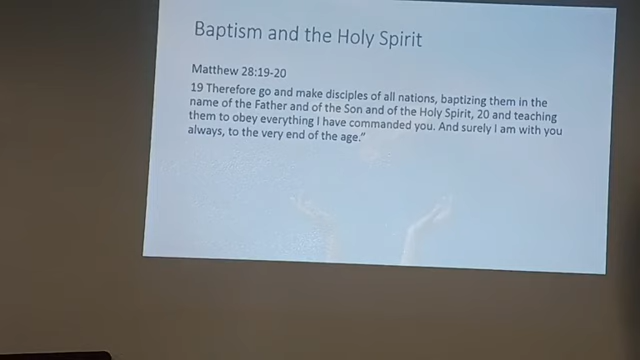 Baptism and the Holy Spirit
Matthew 28:19-20
19 Therefore go and make disciples of all nations, baptizing them in the
name of the Father and of the Son and of the Holy Spirit, 20 and teaching
them to obey everything I have commanded you. And surely I am with you
always, to the very end of the age.”